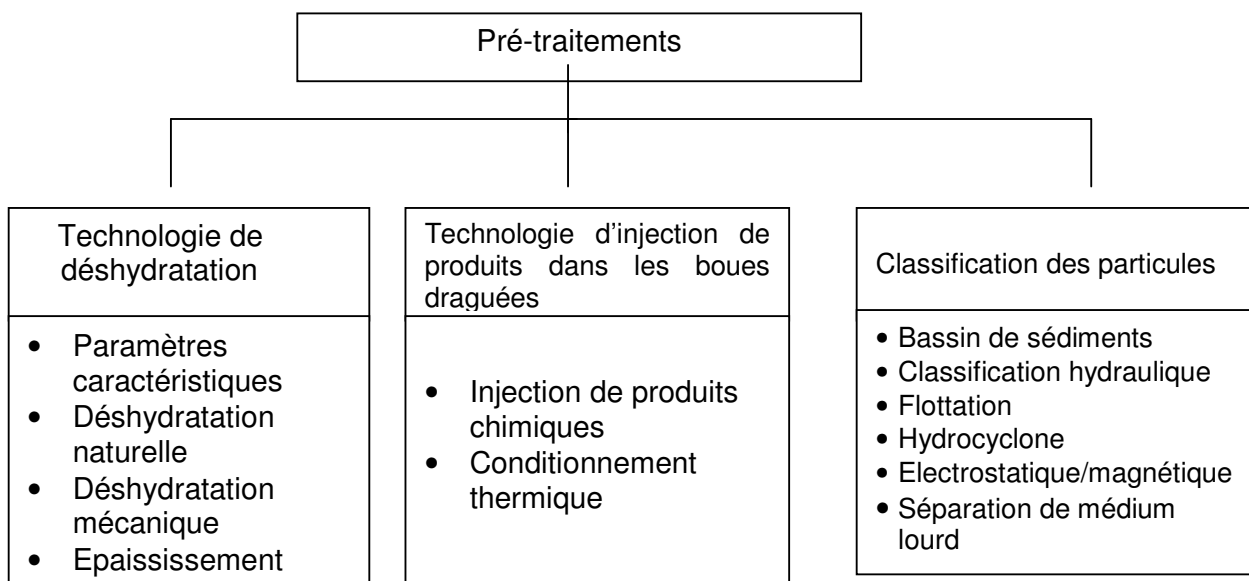 Pré-traitements
Technologie de
déshydratation
• Paramètres
caractéristiques
• Déshydratation
naturelle
• Déshydratation
mécanique
• Epaississement
Technologie d’injection de
produits dans les boues
draguées
• Injection de produits
chimiques
• Conditionnement
thermique
Classification des particules
• Bassin de sédiments
• Classification hydraulique
• Flottation
• Hydrocyclone
• Electrostatique/magnétique
• Séparation de médium
lourd